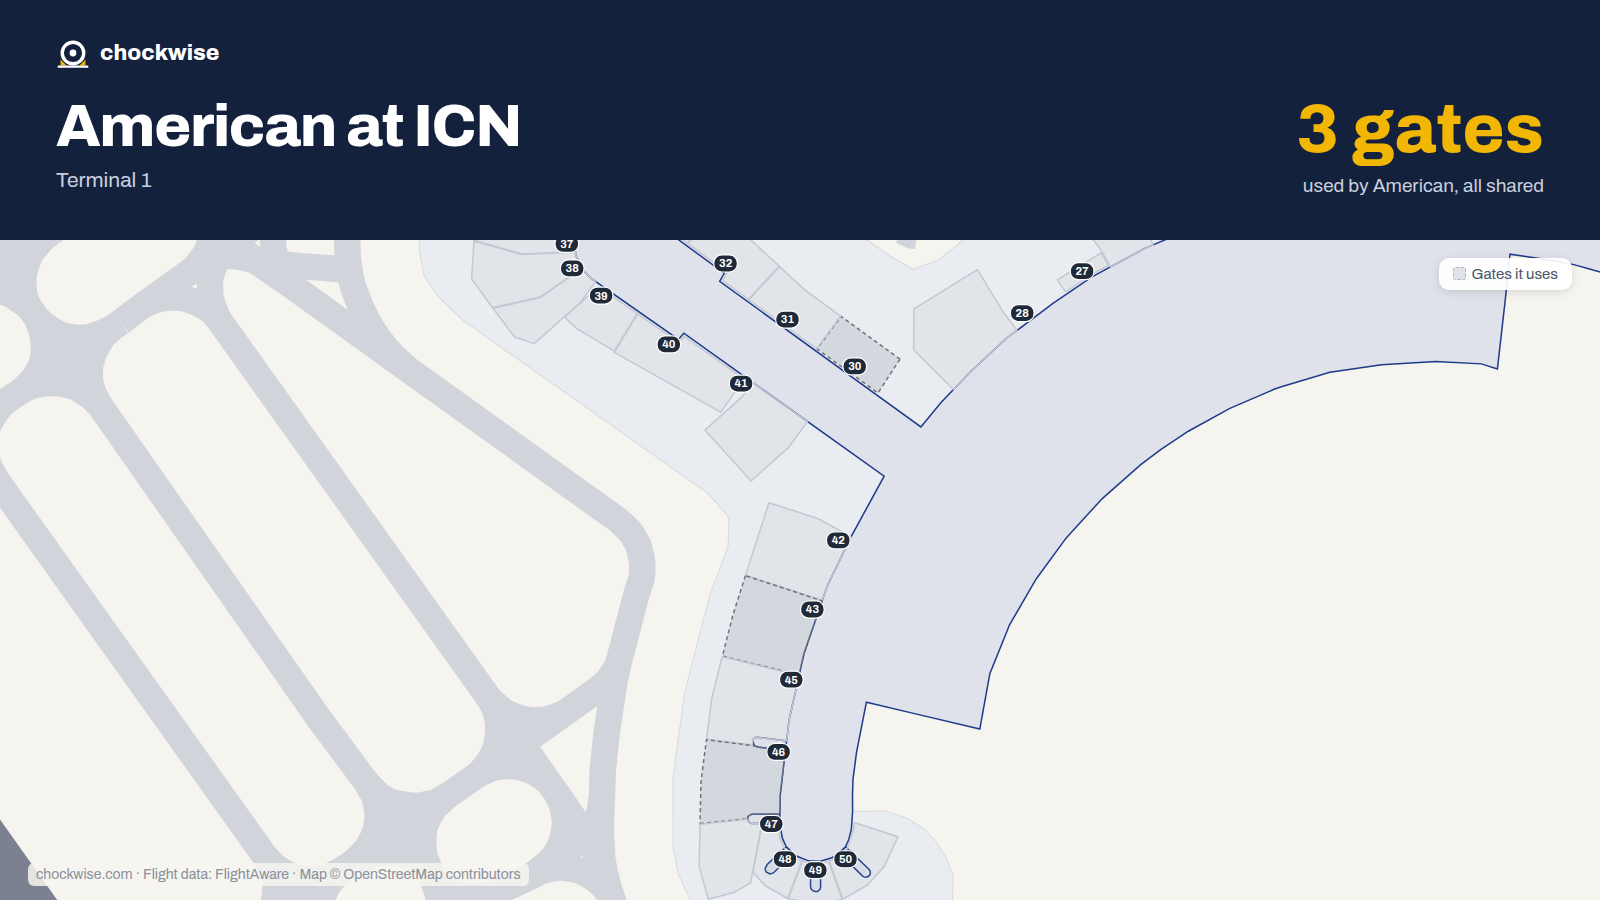 chockwise
American at ICN
Terminal 1
3 gates
used by American, all shared
Gates it uses
37
38
39
40
41
32
31
30
27
28
42
43
45
46
47
48
49
50
chockwise.com · Flight data: FlightAware · Map © OpenStreetMap contributors